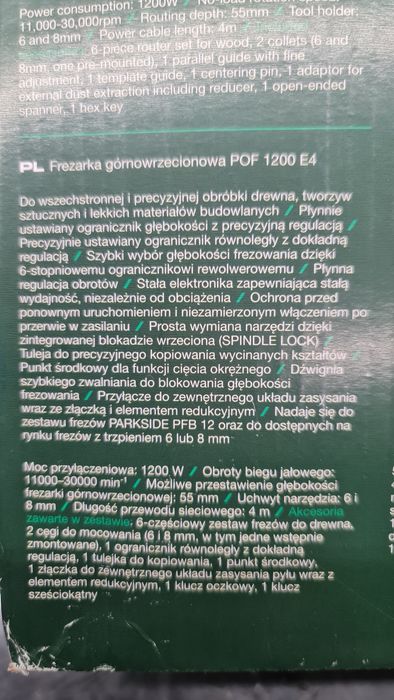 Power consumption: 1200W / No-load rotation speed:
11,000-30,000rpm / Routing depth: 55mm / Tool holder:
6 and 8mm / Power cable length: 4m /
6-piece router set for wood, 2 collets (6 and
8mm, one pre-mounted), 1 parallel guide with fine
adjustment, 1 template guide, 1 centering pin, 1 adaptor for
external dust extraction including reducer, 1 open-ended
spanner, 1 hex key
PL Frezarka górnowrzecionowa POF 1200 E4
Do wszechstronnej i precyzyjnej obróbki drewna, tworzyw
sztucznych i lekkich materiałów budowlanych / Płynnie
ustawiany ogranicznik głębokości z precyzyjną regulacją /
Precyzyjnie ustawiany ogranicznik równoległy z dokładną
regulacją / Szybki wybór głębokości frezowania dzięki
6-stopniowemu ogranicznikowi rewolwerowemu / Płynna
regulacja obrotów / Stała elektronika zapewniająca stałą
wydajność, niezależnie od obciążenia / Ochrona przed
ponownym uruchomieniem i niezamierzonym włączeniem po
przerwie w zasilaniu / Prosta wymiana narzędzi dzięki
zintegrowanej blokadzie wrzeciona (SPINDLE LOCK) /
Tuleja do precyzyjnego kopiowania wycinanych kształtów /
Punkt środkowy dla funkcji cięcia okrężnego / Dźwignia
szybkiego zwalniania do blokowania głębokości
frezowania / Przyłącze do zewnętrznego układu zasysania
wraz ze złączką i elementem redukcyjnym / Nadaje się do
zestawu frezów PARKSIDE PFB 12 oraz do dostępnych na
rynku frezów z trzpieniem 6 lub 8 mm
Moc przyłączeniowa: 1200 W / Obroty biegu jałowego:
11000-30000 min⁻¹ / Możliwe przestawienie głębokości
frezarki górnowrzecionowej: 55 mm / Uchwyt narzędzia: 6 i
8 mm / Długość przewodu sieciowego: 4 m / Akcesoria
zawarte w zestawie: 6-częściowy zestaw frezów do drewna,
2 cęgi do mocowania (6 i 8 mm, w tym jedne wstępnie
zmontowane), 1 ogranicznik równoległy z dokładną
regulacją, 1 tulejka do kopiowania, 1 punkt środkowy,
1 złączka do zewnętrznego układu zasysania pyłu wraz z
elementem redukcyjnym, 1 klucz oczkowy, 1 klucz
sześciokątny